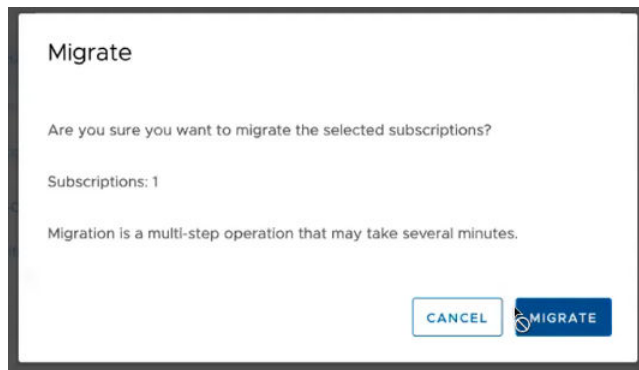 Migrate
Are you sure you want to migrate the selected subscriptions?
Subscriptions: 1
Migration is a multi-step operation that may take several minutes.
CANCEL
MIGRATE